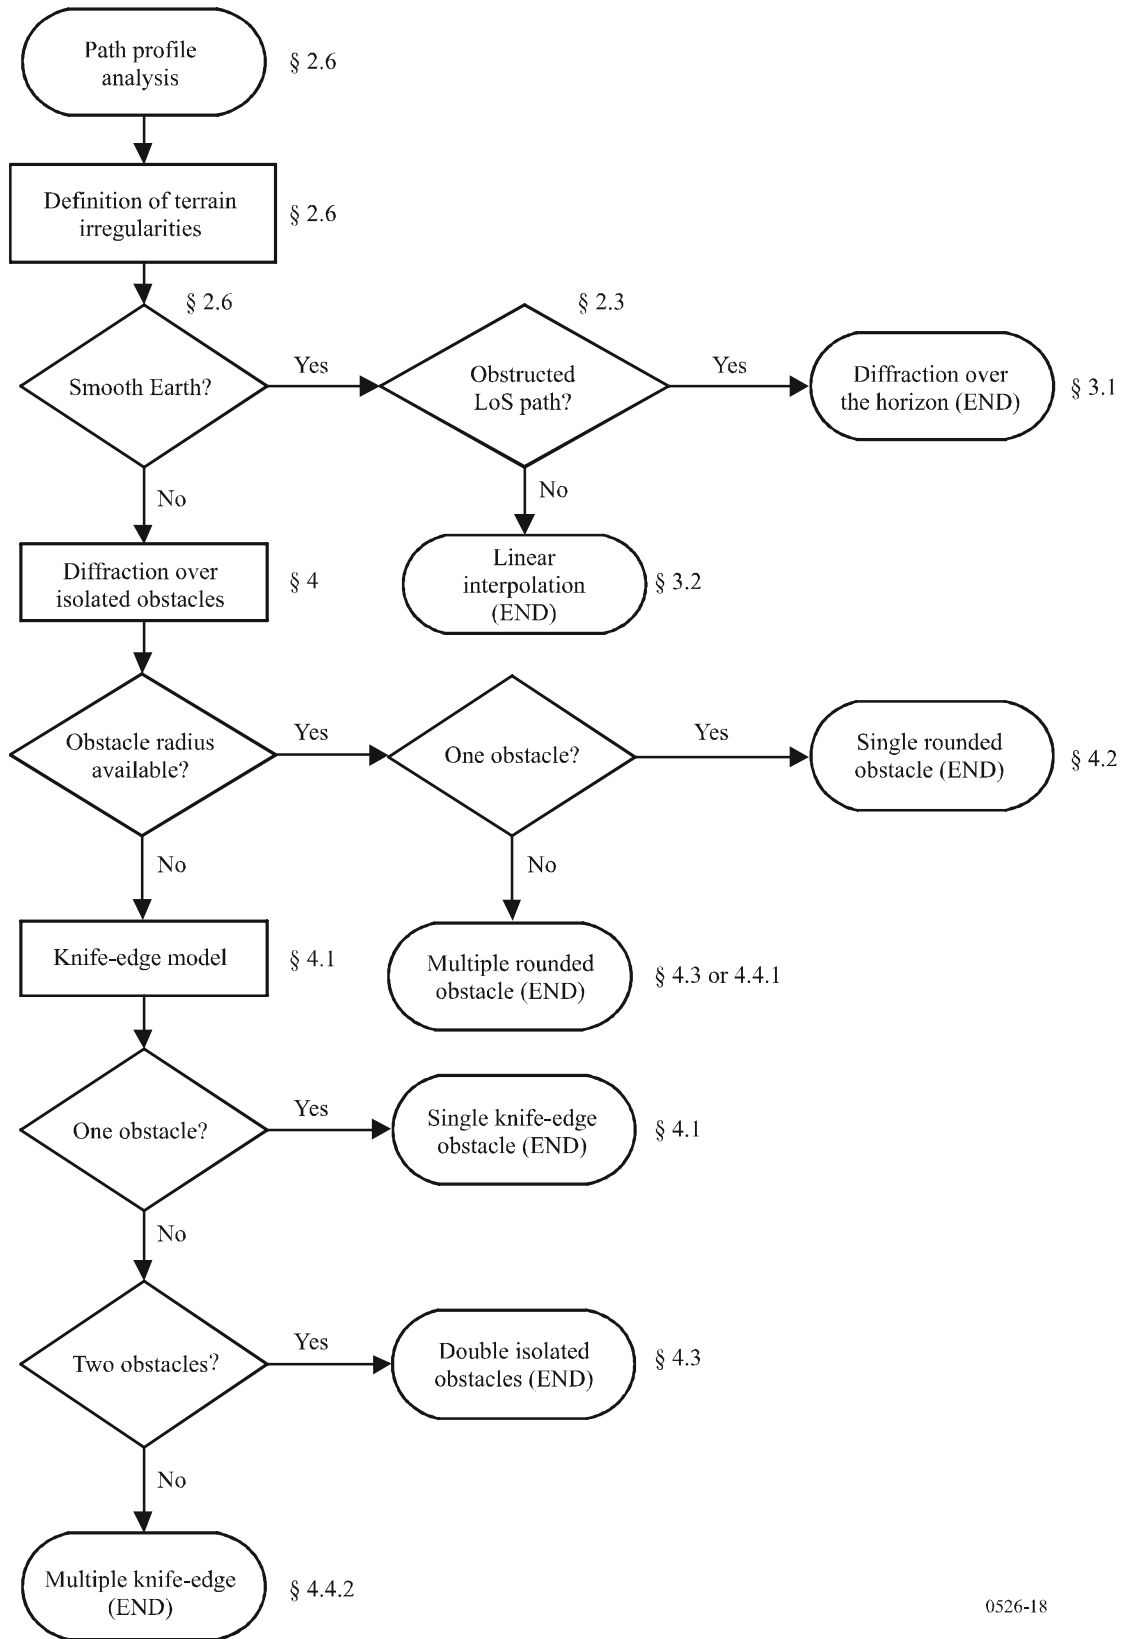 Path profile
analysis
§ 2.6
Definition of terrain
irregularities
§ 2.6
§ 2.6
§ 2.3
Smooth Earth?
Yes
Obstructed
LoS path?
Yes
Diffraction over
the horizon (END)
§ 3.1
No
No
Diffraction over
isolated obstacles
§ 4
Linear
interpolation
(END)
§ 3.2
Obstacle radius
available?
Yes
One obstacle?
Yes
Single rounded
obstacle (END)
§ 4.2
No
No
Knife-edge model
§ 4.1
Multiple rounded
obstacle (END)
§ 4.3 or 4.4.1
One obstacle?
Yes
Single knife-edge
obstacle (END)
§ 4.1
No
Two obstacles?
Yes
Double isolated
obstacles (END)
§ 4.3
No
Multiple knife-edge
(END)
§ 4.4.2
0526-18